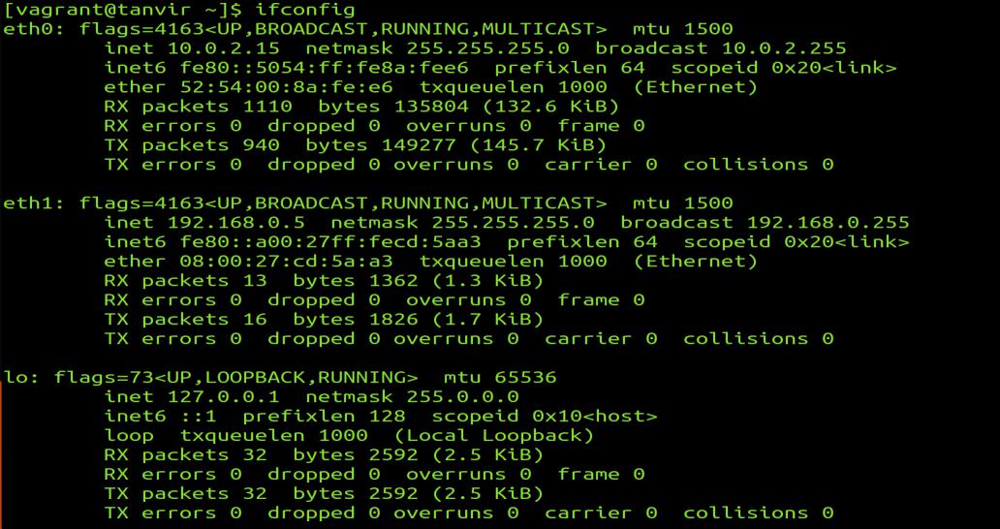 [vagrant@tanvir ~]$ ifconfig
eth0: flags=4163<UP,BROADCAST,RUNNING,MULTICAST>  mtu 1500
        inet 10.0.2.15  netmask 255.255.255.0  broadcast 10.0.2.255
        inet6 fe80::5054:ff:fe8a:fee6  prefixlen 64  scopeid 0x20<link>
        ether 52:54:00:8a:fe:e6  txqueuelen 1000  (Ethernet)
        RX packets 1110  bytes 135804 (132.6 KiB)
        RX errors 0  dropped 0  overruns 0  frame 0
        TX packets 940  bytes 149277 (145.7 KiB)
        TX errors 0  dropped 0 overruns 0  carrier 0  collisions 0

eth1: flags=4163<UP,BROADCAST,RUNNING,MULTICAST>  mtu 1500
        inet 192.168.0.5  netmask 255.255.255.0  broadcast 192.168.0.255
        inet6 fe80::a00:27ff:fecd:5aa3  prefixlen 64  scopeid 0x20<link>
        ether 08:00:27:cd:5a:a3  txqueuelen 1000  (Ethernet)
        RX packets 13  bytes 1362 (1.3 KiB)
        RX errors 0  dropped 0  overruns 0  frame 0
        TX packets 16  bytes 1826 (1.7 KiB)
        TX errors 0  dropped 0 overruns 0  carrier 0  collisions 0

lo: flags=73<UP,LOOPBACK,RUNNING>  mtu 65536
        inet 127.0.0.1  netmask 255.0.0.0
        inet6 ::1  prefixlen 128  scopeid 0x10<host>
        loop  txqueuelen 1000  (Local Loopback)
        RX packets 32  bytes 2592 (2.5 KiB)
        RX errors 0  dropped 0  overruns 0  frame 0
        TX packets 32  bytes 2592 (2.5 KiB)
        TX errors 0  dropped 0 overruns 0  carrier 0  collisions 0